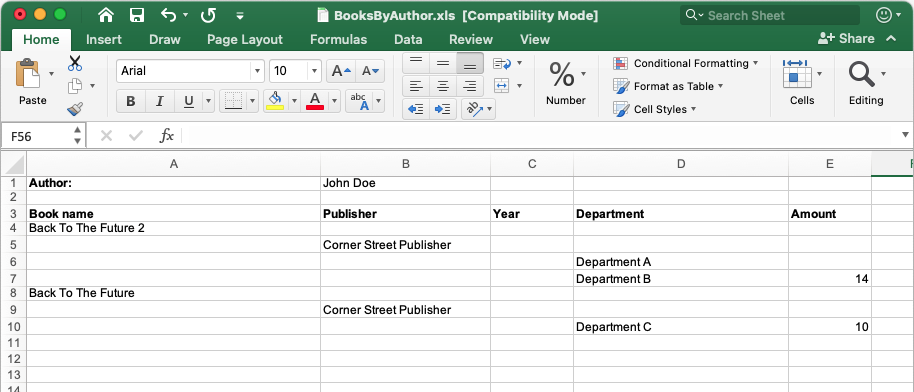 BooksByAuthor.xls [Compatibility Mode]
Search Sheet
Home Insert Draw Page Layout Formulas Data Review View Share
Paste
Arial 10 A A
B I U A abc A
% Number
Conditional Formatting
Format as Table
Cell Styles
Cells
Editing
F56 fx
A B C D E F
1 Author: John Doe
2
3 Book name Publisher Year Department Amount
4 Back To The Future 2
5 Corner Street Publisher
6 Department A
7 Department B 14
8 Back To The Future
9 Corner Street Publisher
10 Department C 10
11
12
13
14